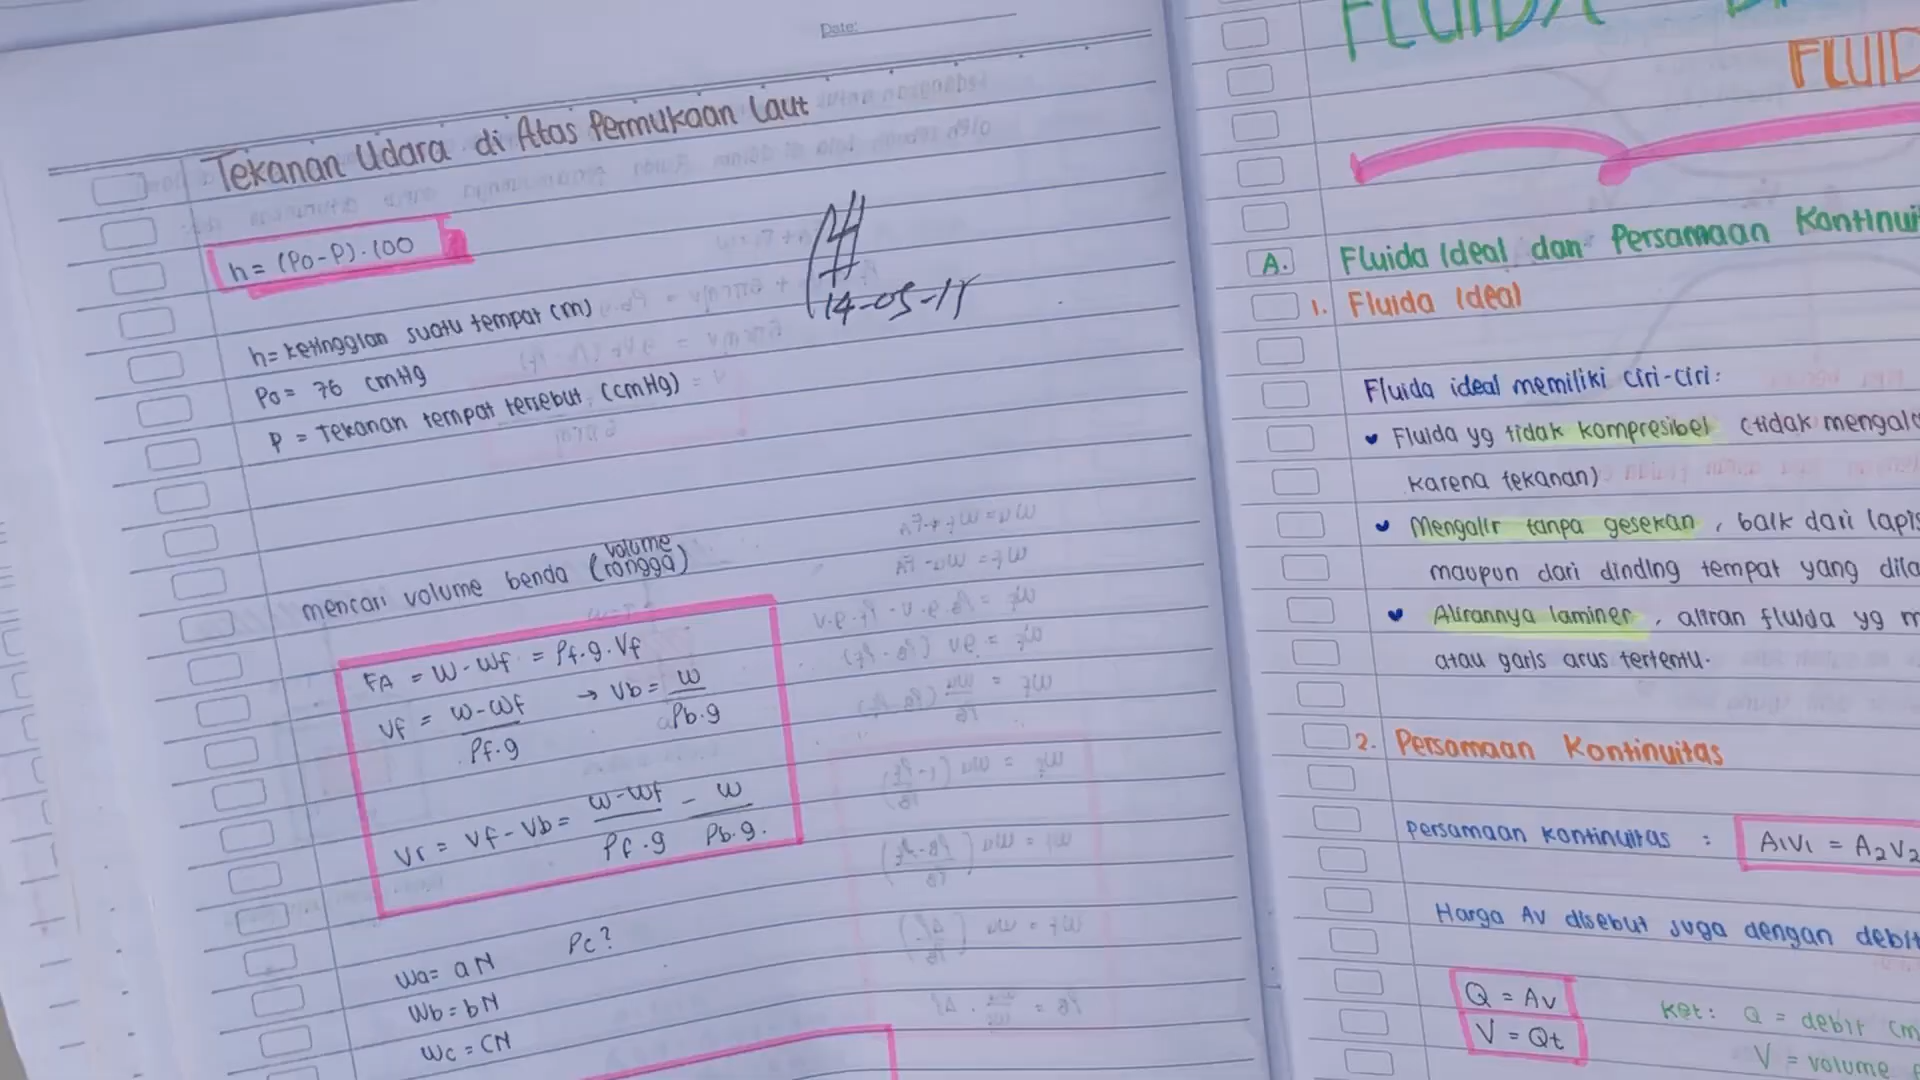 Date:
Tekanan Udara di Atas Permukaan Laut
h = (Po - P) . 100
14-05-18
h = ketinggian suatu tempat (m)
Po = 76 cmHg
P = Tekanan tempat tersebut (cmHg)
mencari volume benda (volume rongga)
FA = W - Wf = ρf.g.Vf
Vf = W-Wf / ρf.g → Vb = W / ρb.g
Vr = Vf - Vb = W-Wf / ρf.g - W / ρb.g.
Wa = aN ρc?
Wb = bN
Wc = CN
FLUIDA
FLUID
A. Fluida Ideal dan Persamaan Kontinui
1. Fluida Ideal
Fluida ideal memiliki ciri-ciri:
Fluida yg tidak kompresibel (tidak mengal
karena tekanan)
Mengalir tanpa gesekan, baik dari lapis
maupun dari dinding tempat yang dila
Alirannya laminer, aliran fluida yg m
atau garis arus tertentu.
2. Persamaan Kontinuitas
Persamaan kontinuitas : A1V1 = A2V2
Harga Av disebut juga dengan debit
Q = Av
V = Qt
ket: Q = debit (m
V = volume